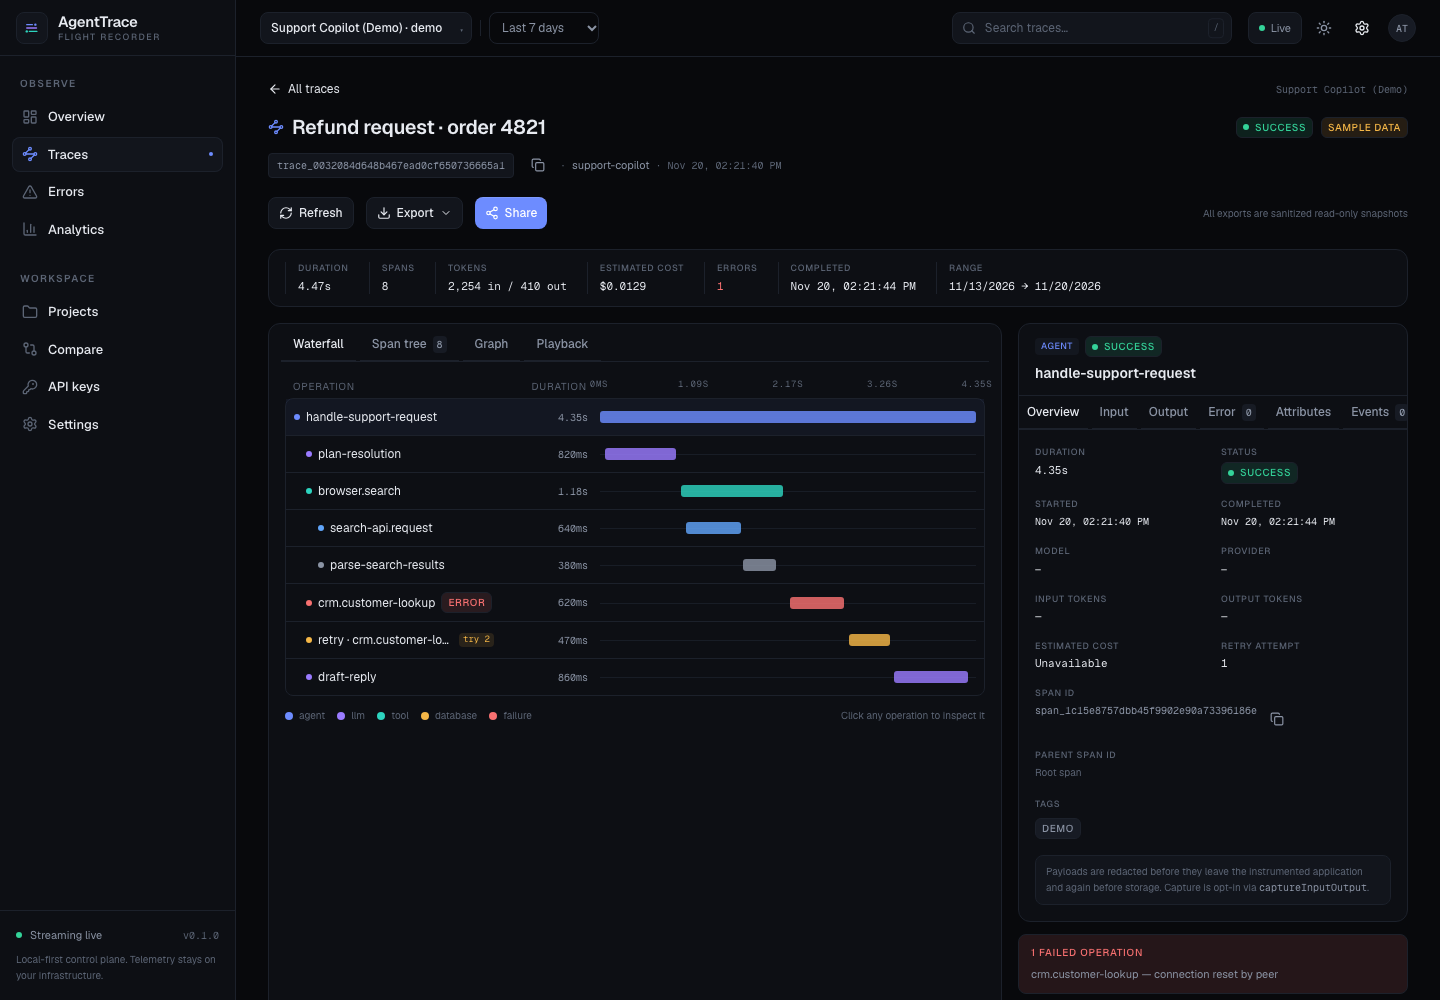 AgentTrace
FLIGHT RECORDER
OBSERVE
Overview
Traces
Errors
Analytics
WORKSPACE
Projects
Compare
API keys
Settings
Streaming live v0.1.0
Local-first control plane. Telemetry stays on
your infrastructure.
Support Copilot (Demo) · demo
Last 7 days
Search traces… /
Live
AT
All traces
Support Copilot (Demo)
Refund request · order 4821
SUCCESS
SAMPLE DATA
trace_0032084d648b467ead0cf650736665a1
· support-copilot · Nov 20, 02:21:40 PM
Refresh
Export
Share
All exports are sanitized read-only snapshots
DURATION SPANS TOKENS ESTIMATED COST ERRORS COMPLETED RANGE
4.47s 8 2,254 in / 410 out $0.0129 1 Nov 20, 02:21:44 PM 11/13/2026 → 11/20/2026
Waterfall Span tree 8 Graph Playback
OPERATION DURATION 0MS 1.09S 2.17S 3.26S 4.35S
handle-support-request 4.35s
plan-resolution 820ms
browser.search 1.18s
search-api.request 640ms
parse-search-results 380ms
crm.customer-lookup ERROR 620ms
retry · crm.customer-lo… try 2 470ms
draft-reply 860ms
agent llm tool database failure
Click any operation to inspect it
AGENT SUCCESS
handle-support-request
Overview Input Output Error 0 Attributes Events 0
DURATION STATUS
4.35s SUCCESS
STARTED COMPLETED
Nov 20, 02:21:40 PM Nov 20, 02:21:44 PM
MODEL PROVIDER
— —
INPUT TOKENS OUTPUT TOKENS
— —
ESTIMATED COST RETRY ATTEMPT
Unavailable 1
SPAN ID
span_1c15e8757dbb45f9902e90a73396186e
PARENT SPAN ID
Root span
TAGS
DEMO
Payloads are redacted before they leave the instrumented application
and again before storage. Capture is opt-in via captureInputOutput.
1 FAILED OPERATION
crm.customer-lookup — connection reset by peer